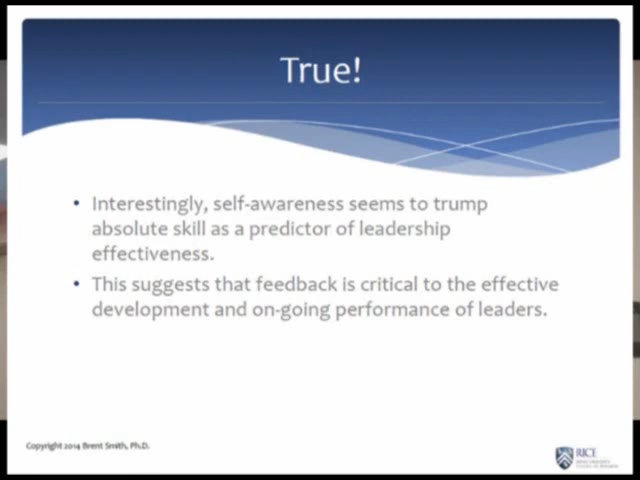 True!
• Interestingly, self-awareness seems to trump
absolute skill as a predictor of leadership
effectiveness.
• This suggests that feedback is critical to the effective
development and on-going performance of leaders.
Copyright 2014 Brent Smith, Ph.D.
RICE